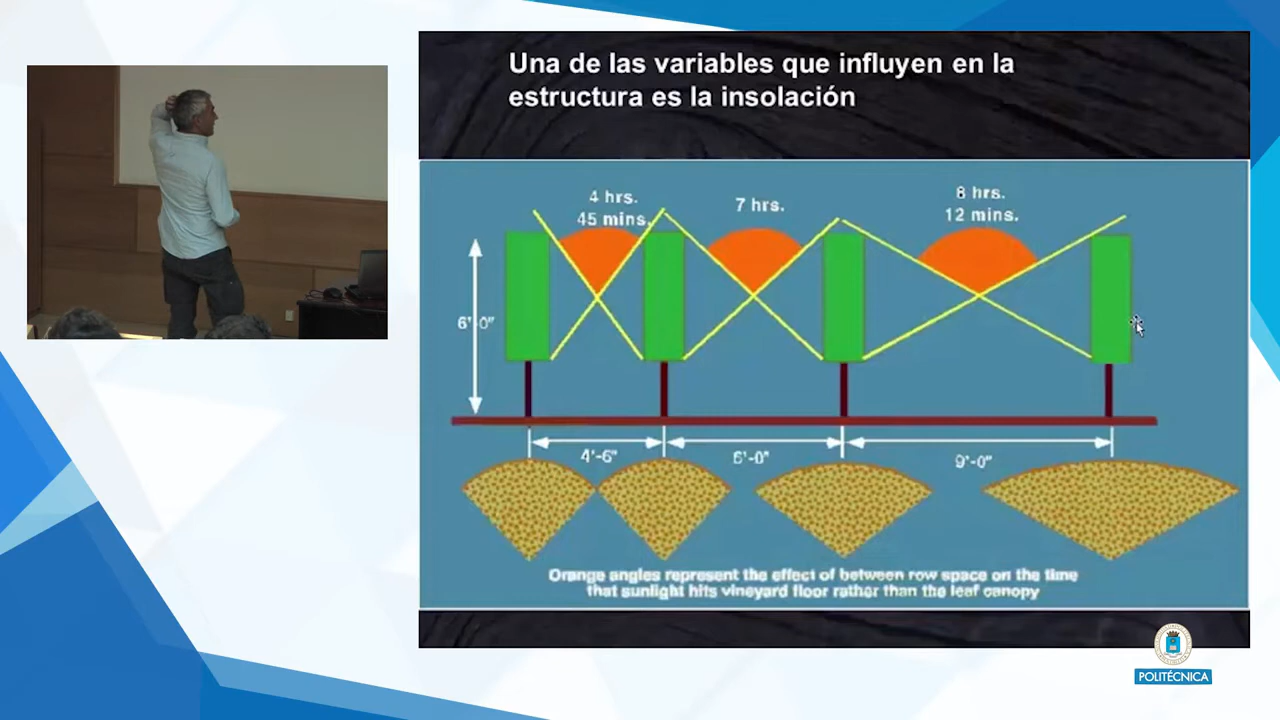 Una de las variables que influyen en la
estructura es la insolación
4 hrs.
45 mins.
7 hrs.
8 hrs.
12 mins.
6'-0"
4'-6"
6'-0"
9'-0"
Orange angles represent the effect of between row space on the time
that sunlight hits vineyard floor rather than the leaf canopy
POLITÉCNICA